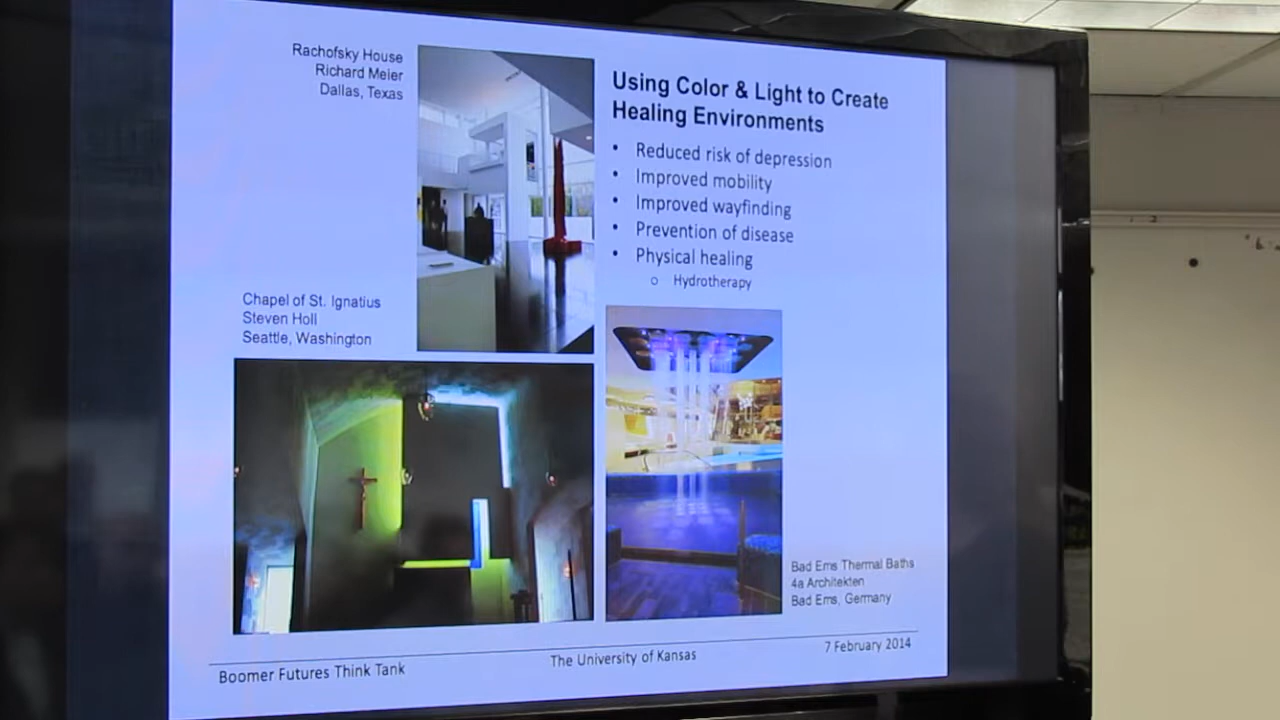 Rachofsky House
Richard Meier
Dallas, Texas
Using Color & Light to Create
Healing Environments
• Reduced risk of depression
• Improved mobility
• Improved wayfinding
• Prevention of disease
• Physical healing
o Hydrotherapy
Chapel of St. Ignatius
Steven Holl
Seattle, Washington
Bad Ems Thermal Baths
4a Architekten
Bad Ems, Germany
Boomer Futures Think Tank
The University of Kansas
7 February 2014